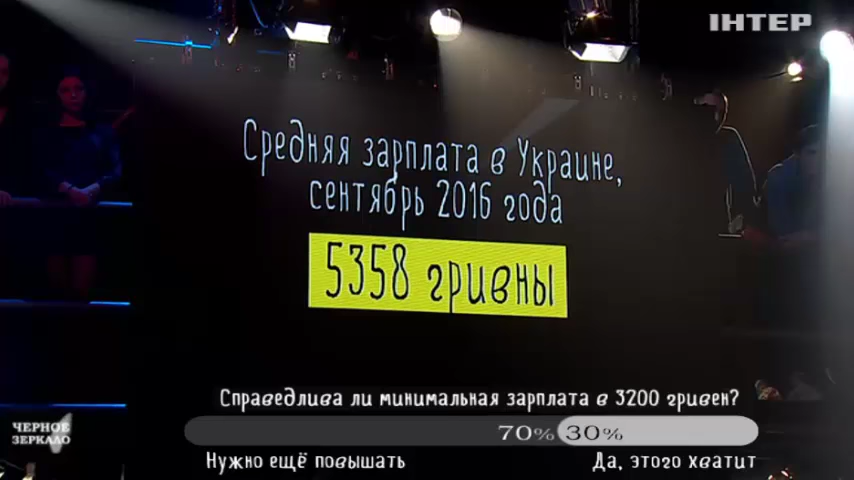 ІНТЕР
Средняя зарплата в Украине,
сентябрь 2016 года
5358 гривны
Справедлива ли минимальная зарплата в 3200 гривен?
ЧЕРНОЕ
ЗЕРКАЛО
70% 30%
Нужно ещё повышать
Да, этого хватит